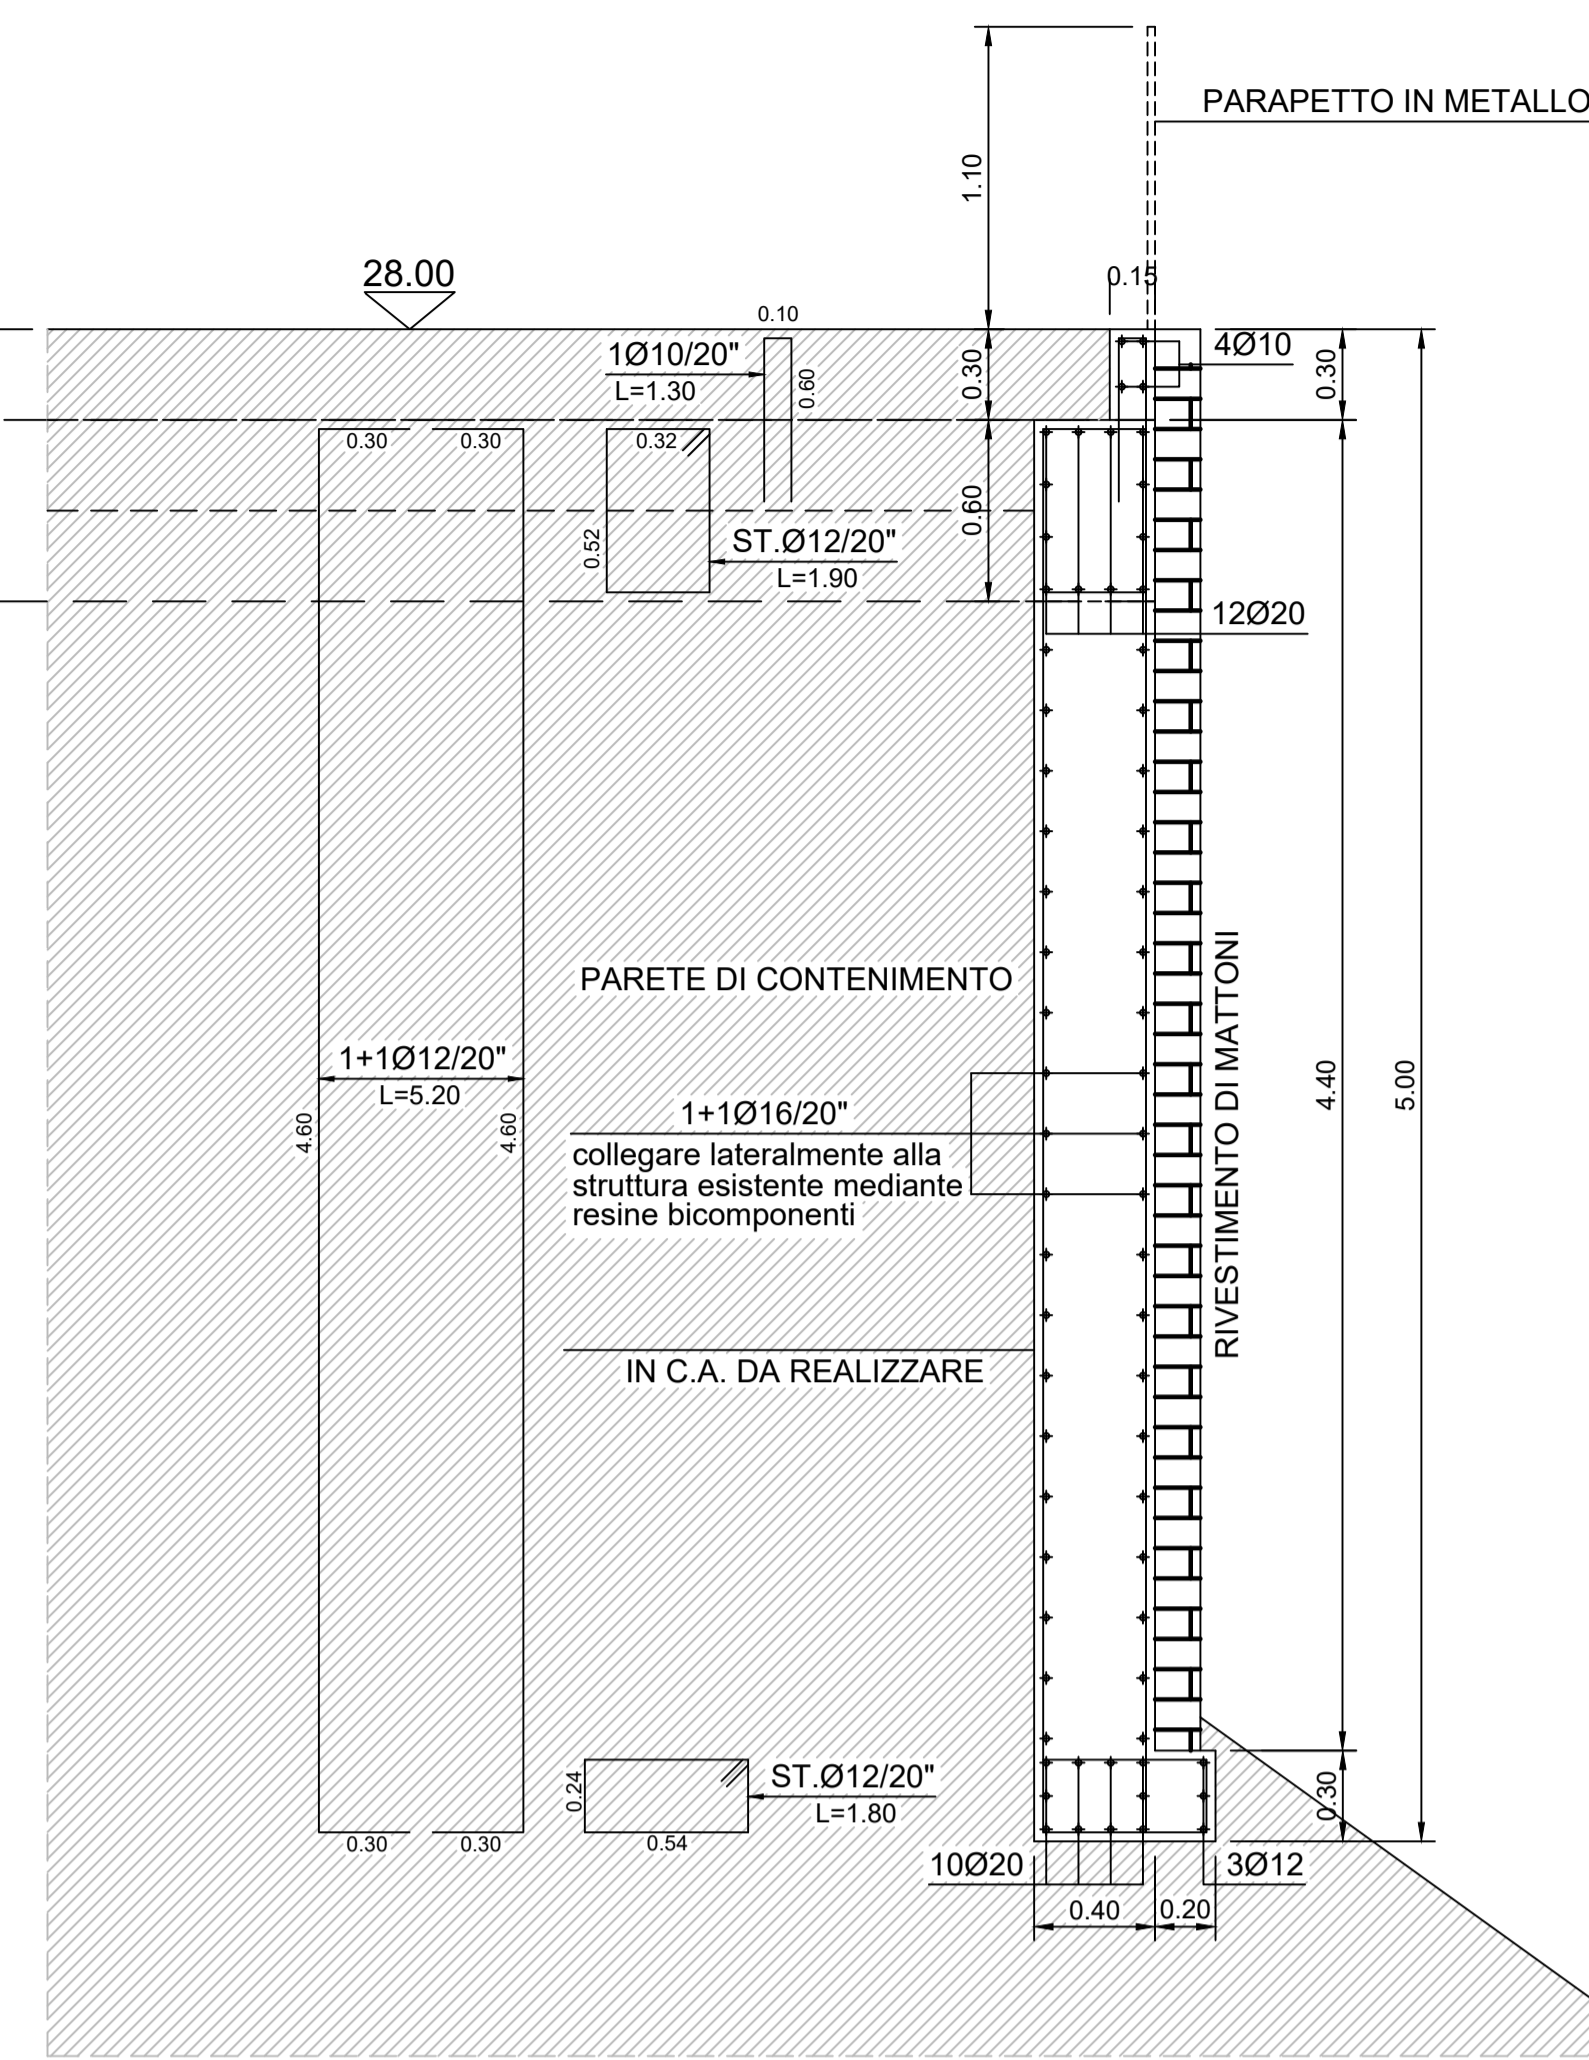 PARAPETTO IN METALLO
1.10
28.00
0.15
0.10
1Ø10/20"
L=1.30
0.60
0.30
4Ø10
0.30
0.30
0.30
0.32
0.52
ST.Ø12/20"
L=1.90
0.60
12Ø20
PARETE DI CONTENIMENTO
RIVESTIMENTO DI MATTONI
1+1Ø12/20"
L=5.20
4.60
4.60
4.40
5.00
1+1Ø16/20"
collegare lateralmente alla
struttura esistente mediante
resine bicomponenti
IN C.A. DA REALIZZARE
0.24
ST.Ø12/20"
L=1.80
0.30
0.30
0.30
0.54
10Ø20
3Ø12
0.40
0.20